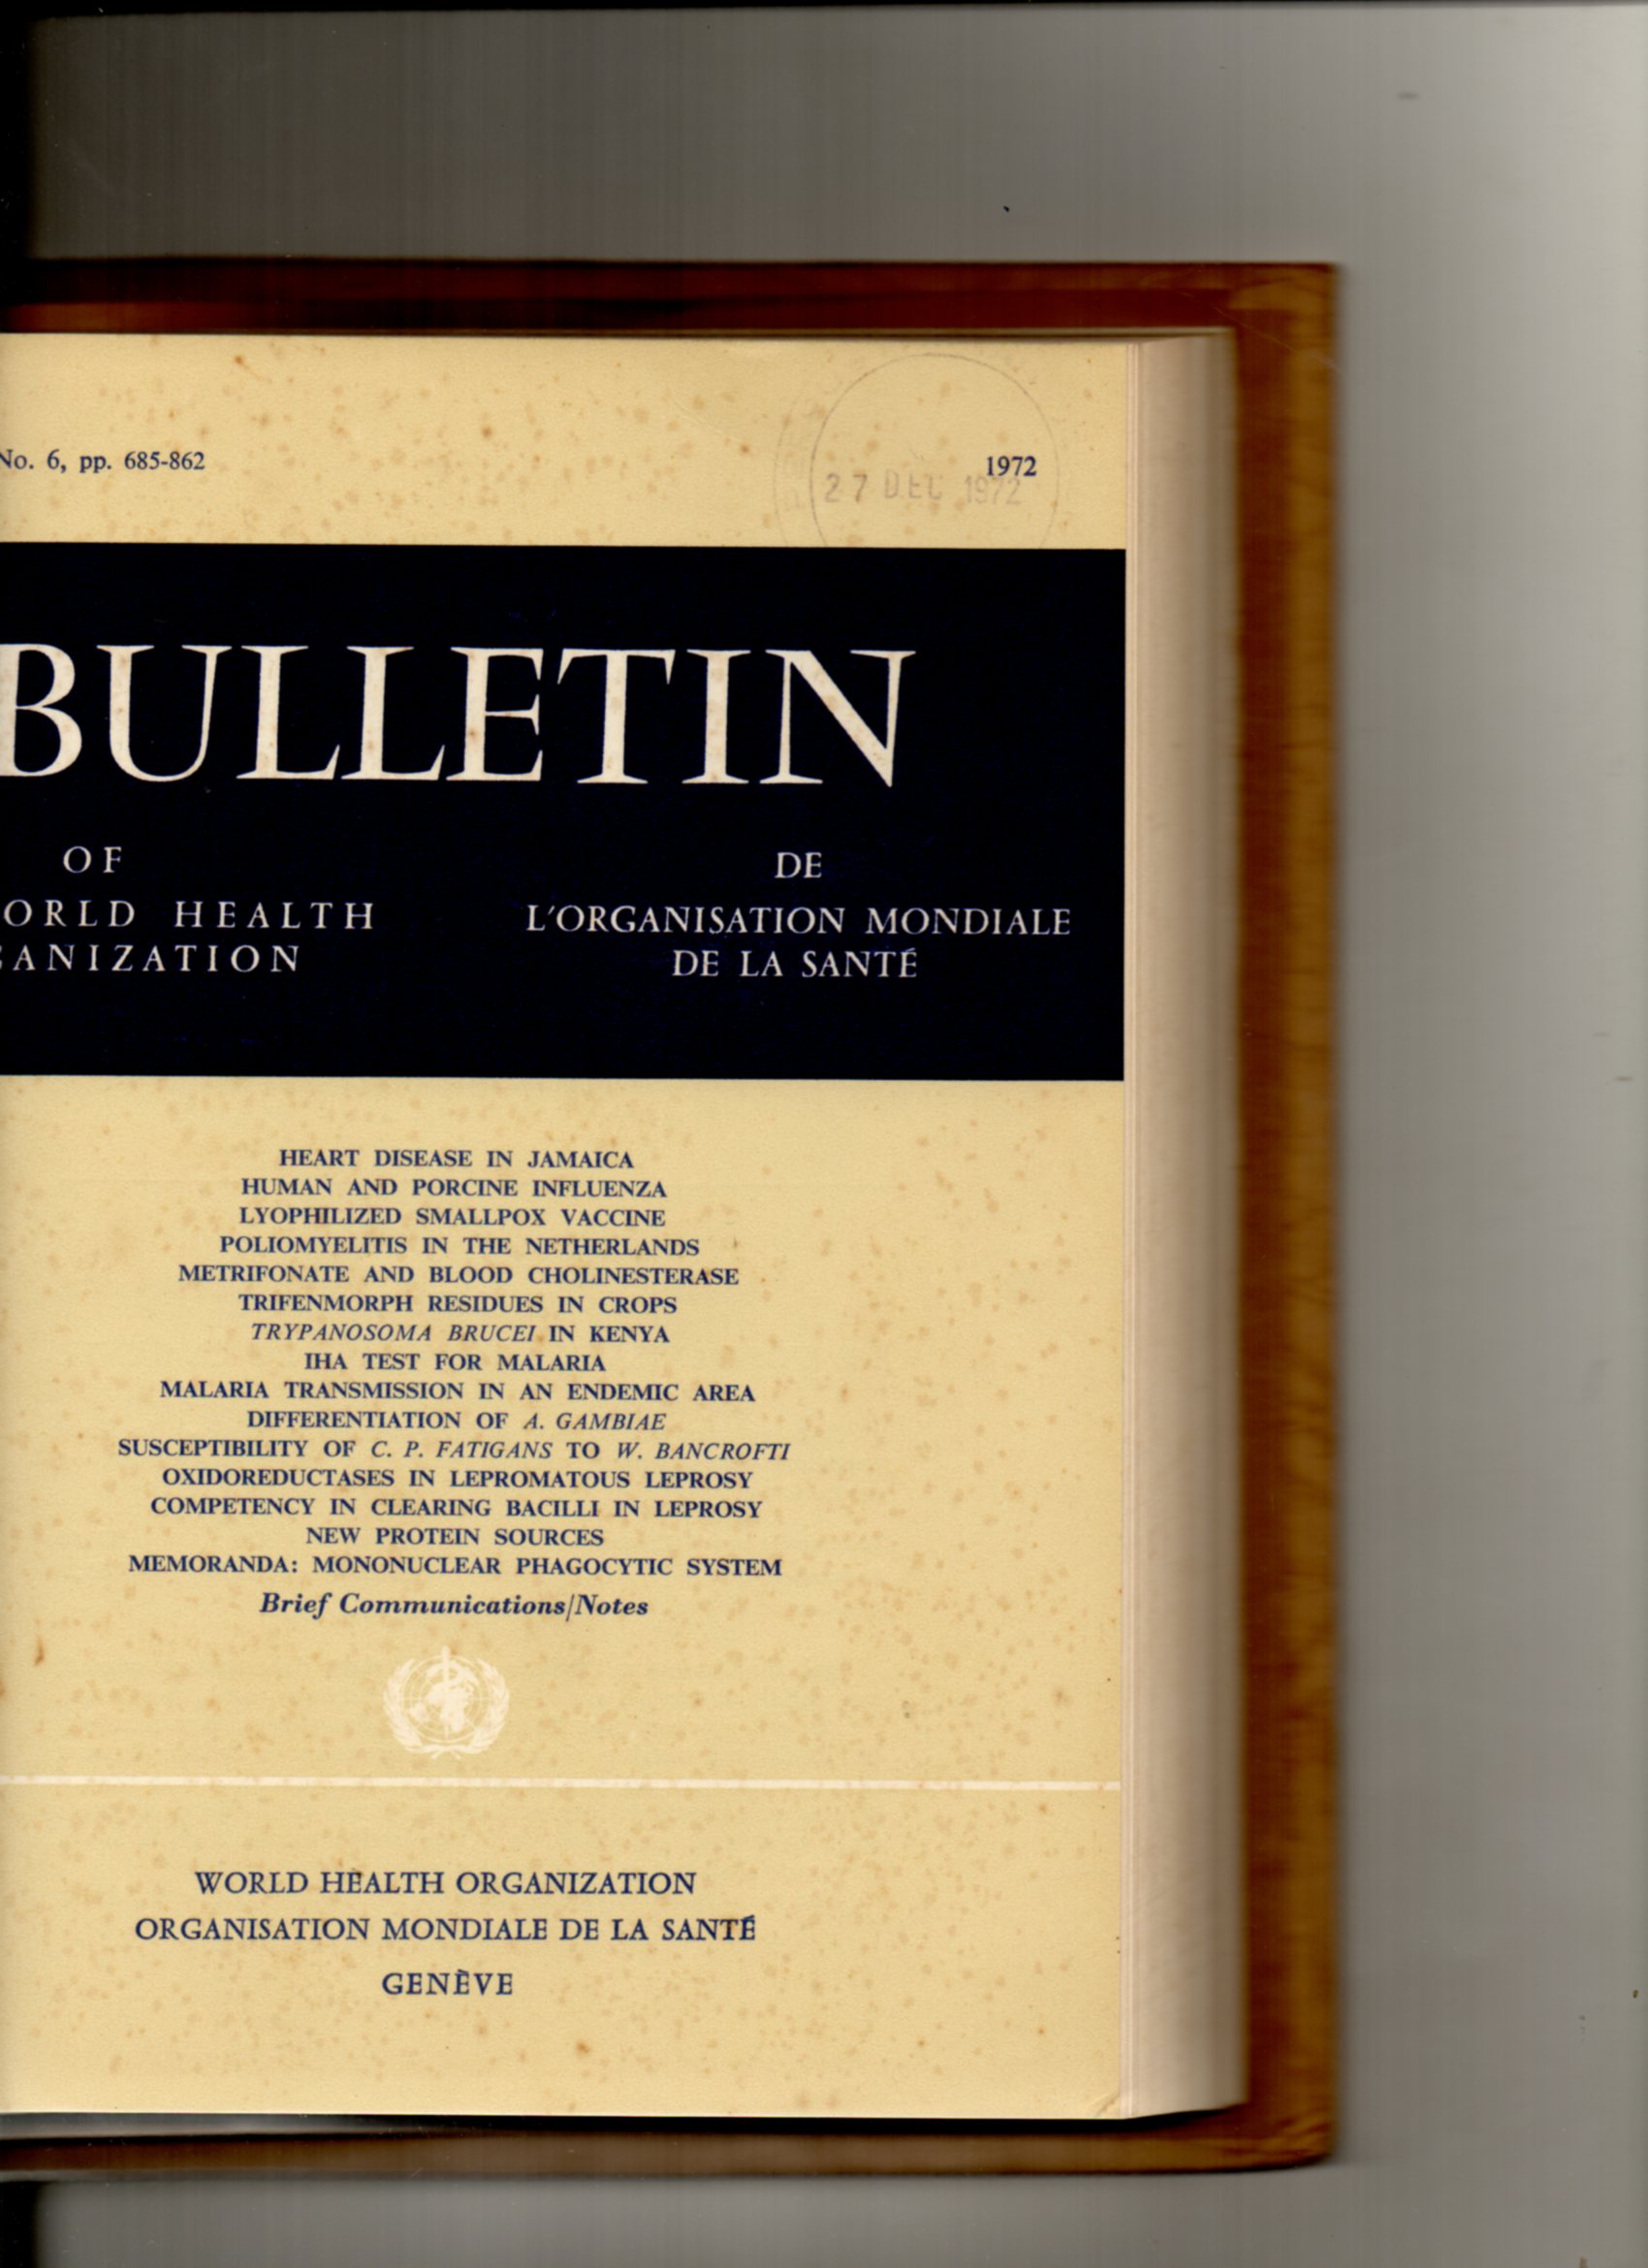 No. 6, pp. 685-862
1972
27 DEC 1972
BULLETIN
OF
ORLD HEALTH
ANIZATION
DE
L'ORGANISATION MONDIALE
DE LA SANTÉ
HEART DISEASE IN JAMAICA
HUMAN AND PORCINE INFLUENZA
LYOPHILIZED SMALLPOX VACCINE
POLIOMYELITIS IN THE NETHERLANDS
METRIFONATE AND BLOOD CHOLINESTERASE
TRIFENMORPH RESIDUES IN CROPS
TRYPANOSOMA BRUCEI IN KENYA
IHA TEST FOR MALARIA
MALARIA TRANSMISSION IN AN ENDEMIC AREA
DIFFERENTIATION OF A. GAMBIAE
SUSCEPTIBILITY OF C. P. FATIGANS TO W. BANCROFTI
OXIDOREDUCTASES IN LEPROMATOUS LEPROSY
COMPETENCY IN CLEARING BACILLI IN LEPROSY
NEW PROTEIN SOURCES
MEMORANDA: MONONUCLEAR PHAGOCYTIC SYSTEM
Brief Communications/Notes
WORLD HEALTH ORGANIZATION
ORGANISATION MONDIALE DE LA SANTÉ
GENÈVE